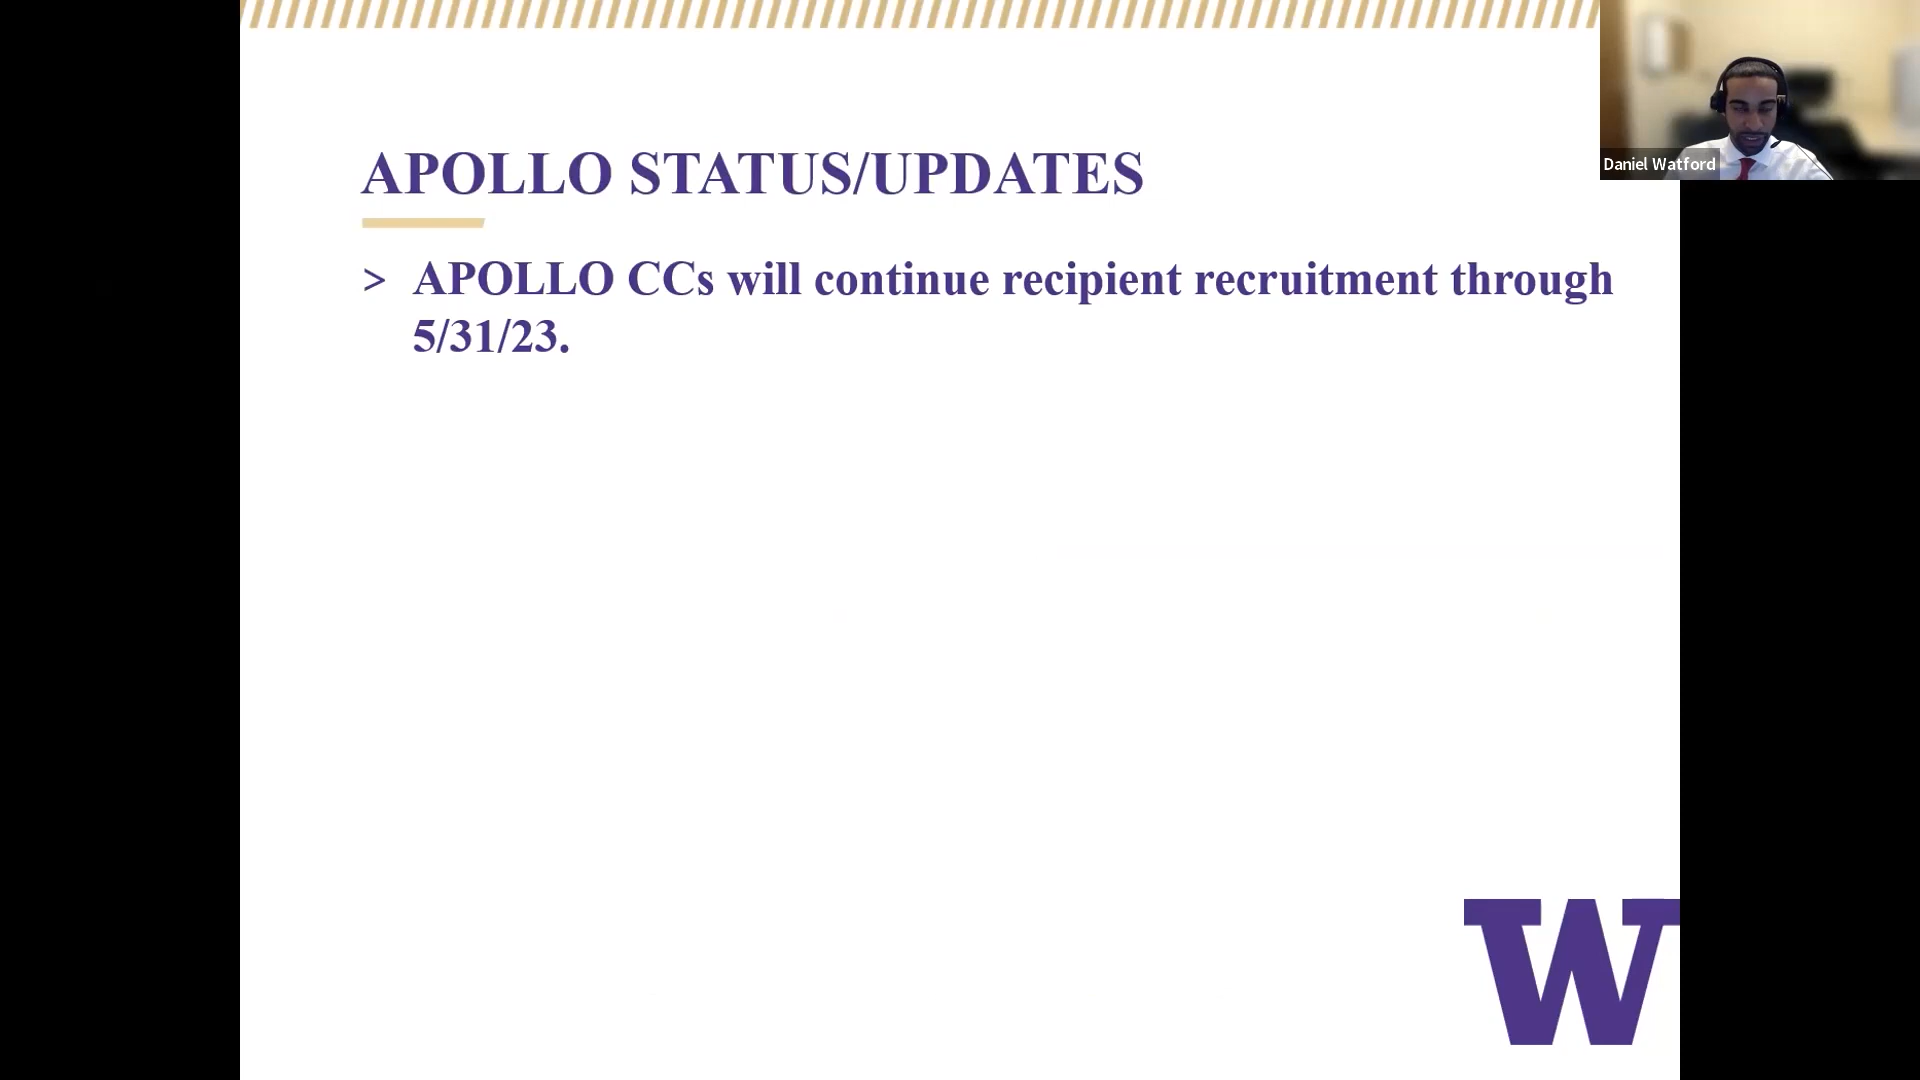 APOLLO STATUS/UPDATES
> APOLLO CCs will continue recipient recruitment through
5/31/23.
Daniel Watford
W